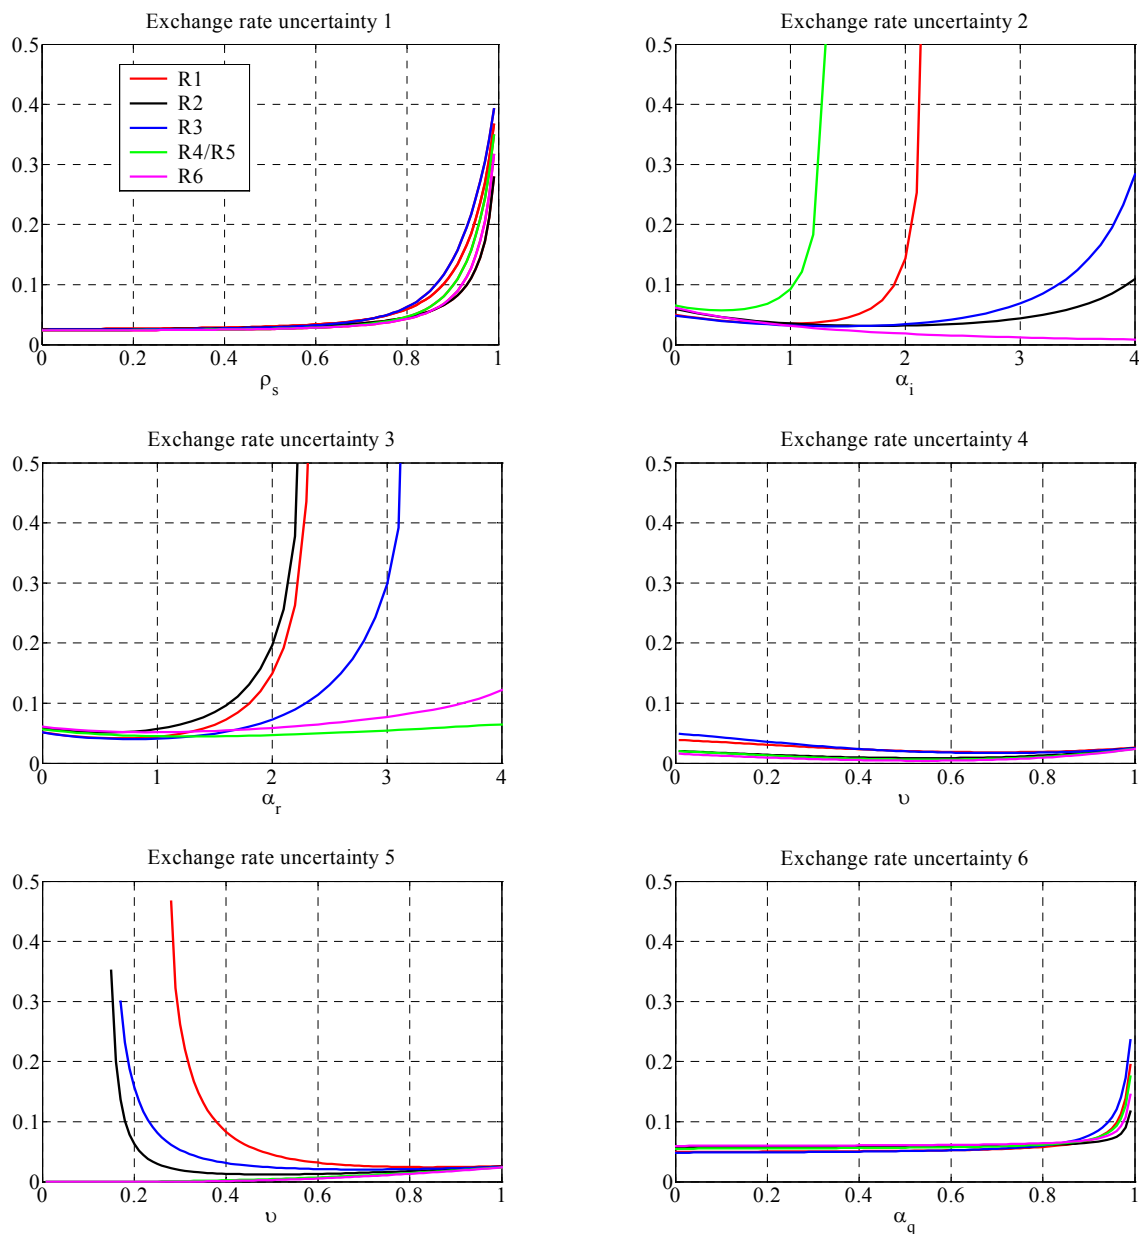 Exchange rate uncertainty 1
0.5
0.4
0.3
0.2
0.1
0
0 0.2 0.4 0.6 0.8 1
ρ_s
R1
R2
R3
R4/R5
R6
Exchange rate uncertainty 2
0.5
0.4
0.3
0.2
0.1
0
0 1 2 3 4
α_i
Exchange rate uncertainty 3
0.5
0.4
0.3
0.2
0.1
0
0 1 2 3 4
α_r
Exchange rate uncertainty 4
0.5
0.4
0.3
0.2
0.1
0
0 0.2 0.4 0.6 0.8 1
υ
Exchange rate uncertainty 5
0.5
0.4
0.3
0.2
0.1
0
0 0.2 0.4 0.6 0.8 1
υ
Exchange rate uncertainty 6
0.5
0.4
0.3
0.2
0.1
0
0 0.2 0.4 0.6 0.8 1
α_q